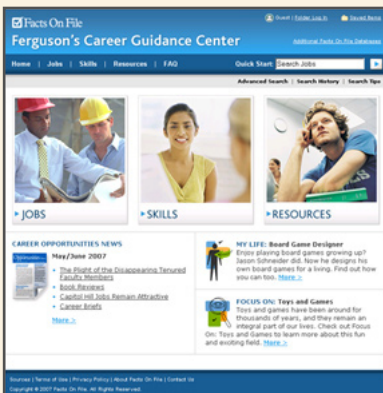 Facts On File
Guest | Folder Log In
Saved Items
Ferguson's Career Guidance Center
Additional Facts On File Databases
Home | Jobs | Skills | Resources | FAQ
Quick Start: Search Jobs
Advanced Search | Search History | Search Tips
JOBS
SKILLS
RESOURCES
CAREER OPPORTUNITIES NEWS
May/June 2007
The Plight of the Disappearing Tenured
Faculty Members
Book Reviews
Capitol Hill Jobs Remain Attractive
Career Briefs
More >
MY LIFE: Board Game Designer
Enjoy playing board games growing up?
Jason Schneider did. Now he designs his
own board games for a living. Find out how
you can too. More >
FOCUS ON: Toys and Games
Toys and games have been around for
thousands of years, and they remain an
integral part of our lives. Check out Focus
On: Toys and Games to learn more about this fun
and exciting field. More >
Sources | Terms of Use | Privacy Policy | About Facts On File | Contact Us
Copyright © 2007 Facts On File. All Rights Reserved.